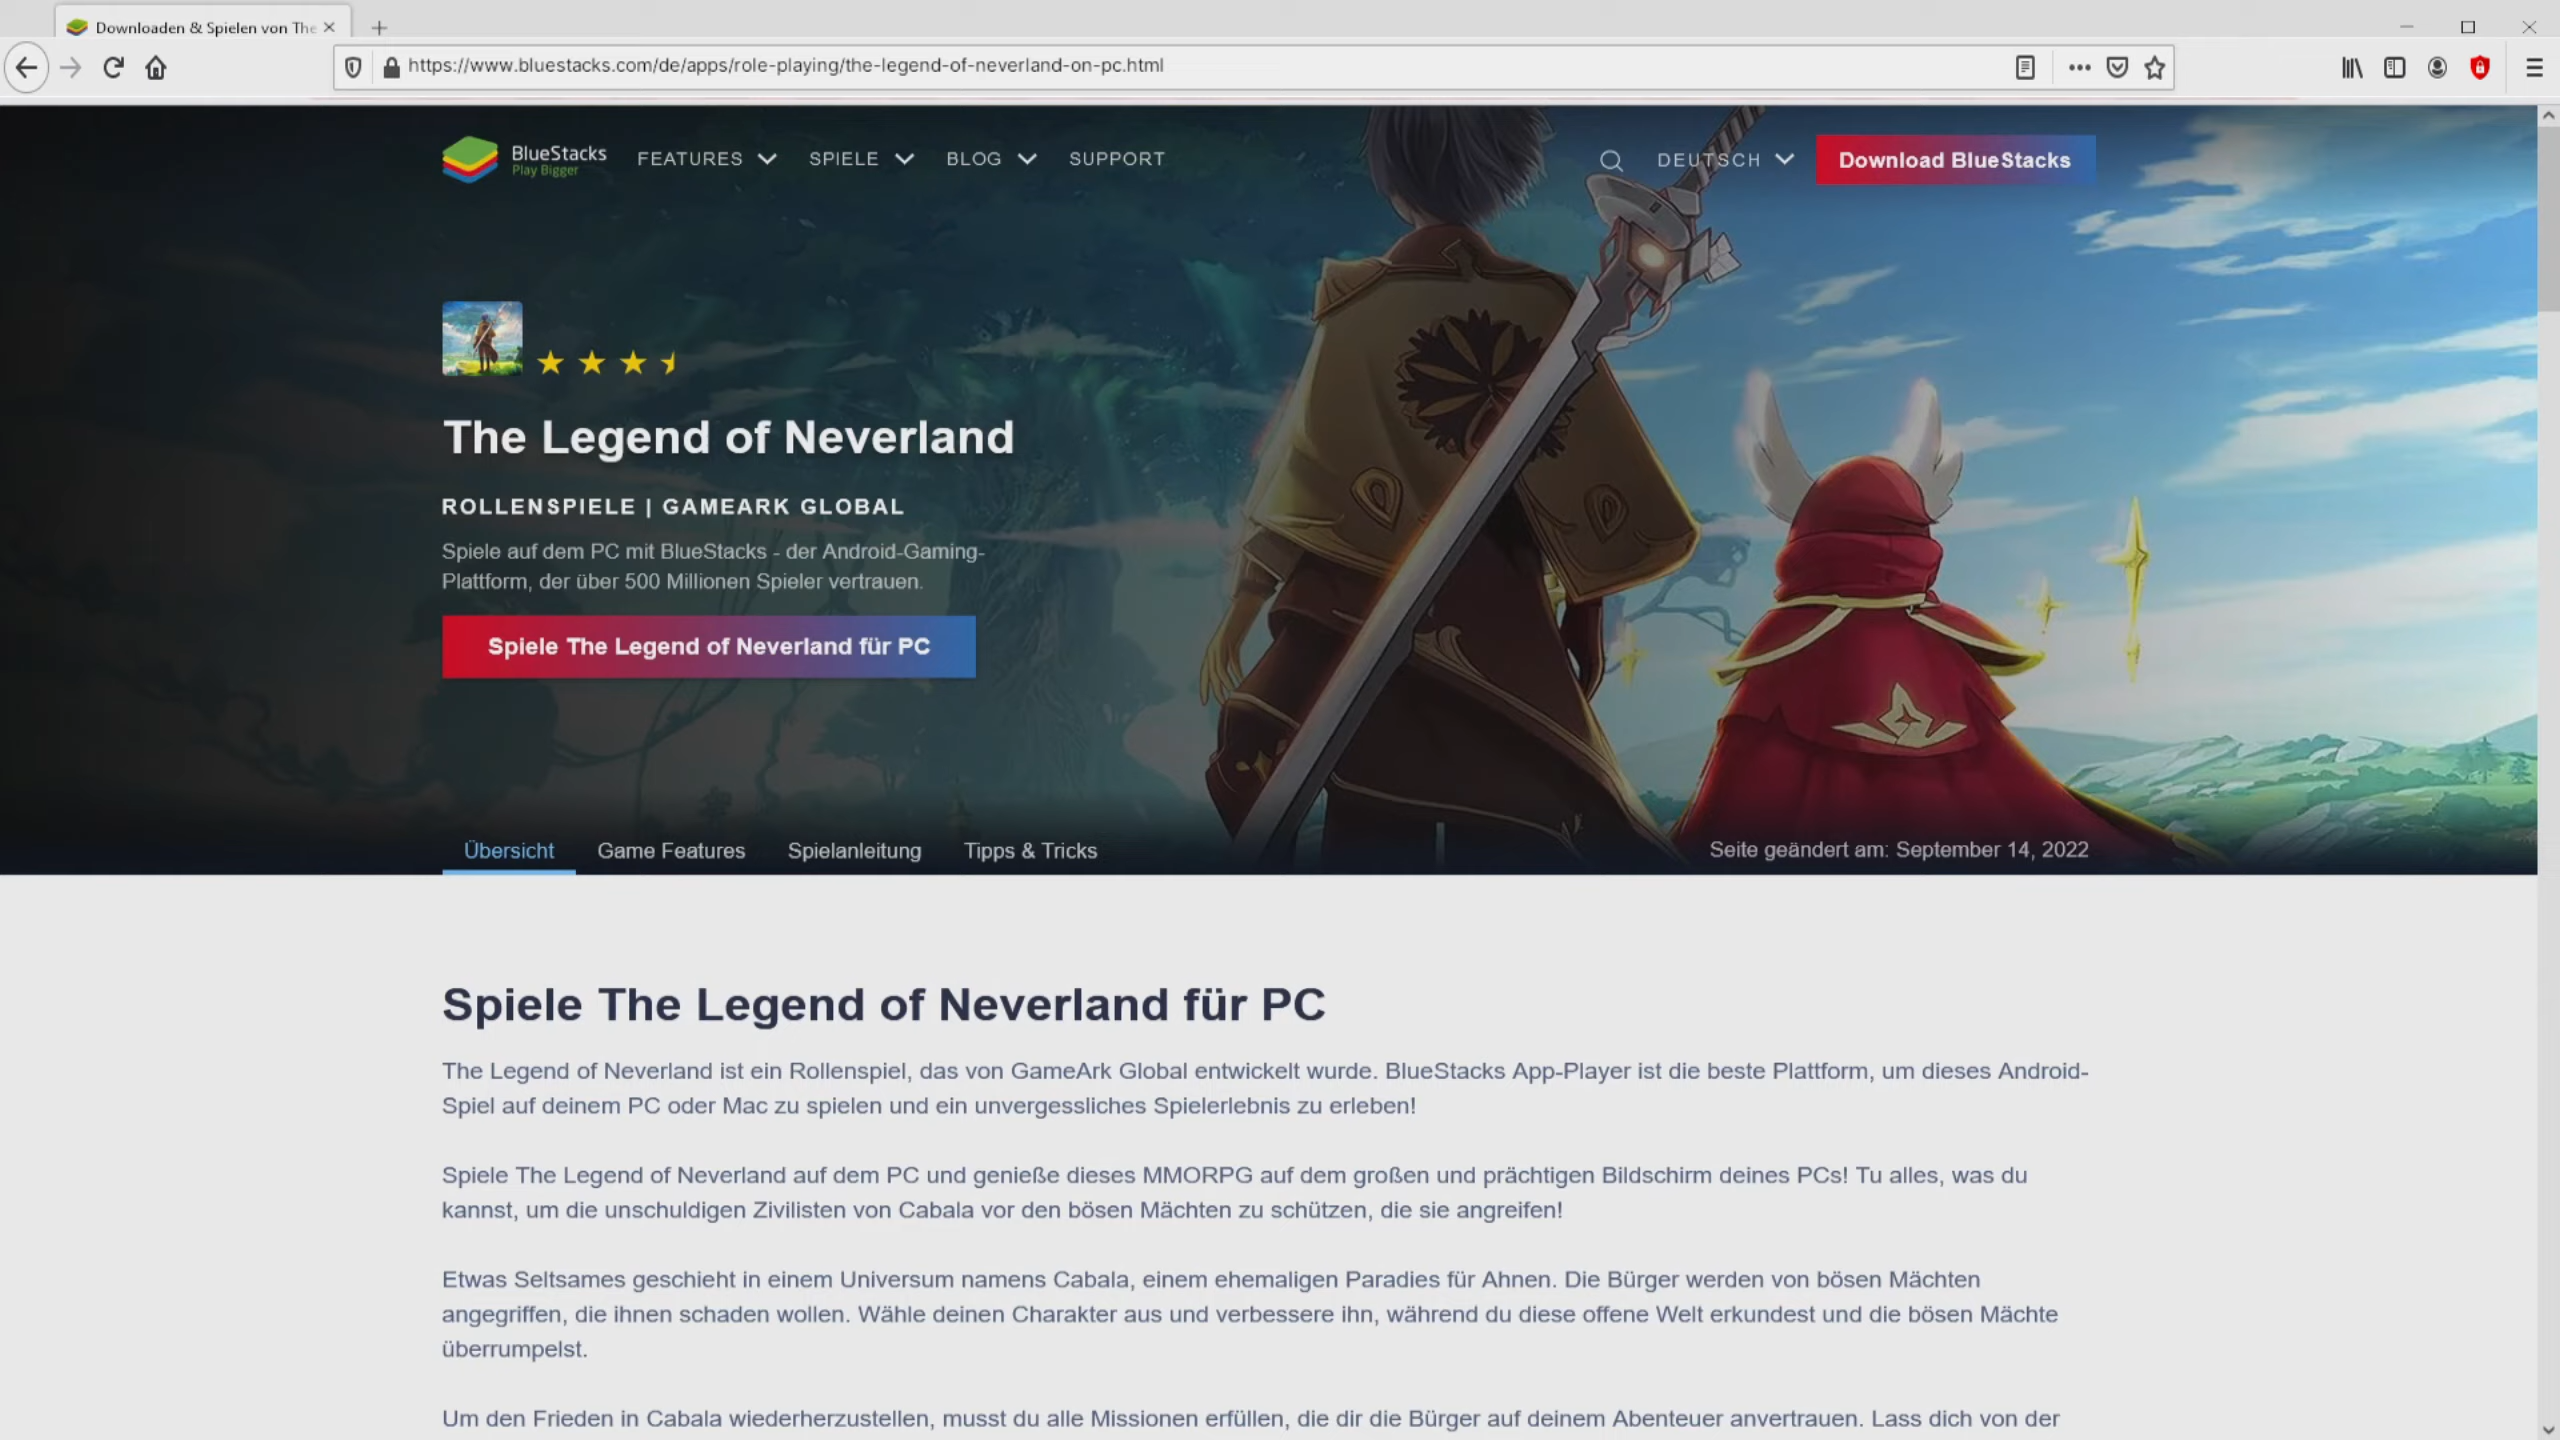 Downloaden & Spielen von The
https://www.bluestacks.com/de/apps/role-playing/the-legend-of-neverland-on-pc.html
BlueStacks
Play Bigger
FEATURES
SPIELE
BLOG
SUPPORT
DEUTSCH
Download BlueStacks
The Legend of Neverland
ROLLENSPIELE | GAMEARK GLOBAL
Spiele auf dem PC mit BlueStacks - der Android-Gaming-
Plattform, der über 500 Millionen Spieler vertrauen.
Spiele The Legend of Neverland für PC
Übersicht
Game Features
Spielanleitung
Tipps & Tricks
Seite geändert am: September 14, 2022
Spiele The Legend of Neverland für PC
The Legend of Neverland ist ein Rollenspiel, das von GameArk Global entwickelt wurde. BlueStacks App-Player ist die beste Plattform, um dieses Android-
Spiel auf deinem PC oder Mac zu spielen und ein unvergessliches Spielerlebnis zu erleben!
Spiele The Legend of Neverland auf dem PC und genieße dieses MMORPG auf dem großen und prächtigen Bildschirm deines PCs! Tu alles, was du
kannst, um die unschuldigen Zivilisten von Cabala vor den bösen Mächten zu schützen, die sie angreifen!
Etwas Seltsames geschieht in einem Universum namens Cabala, einem ehemaligen Paradies für Ahnen. Die Bürger werden von bösen Mächten
angegriffen, die ihnen schaden wollen. Wähle deinen Charakter aus und verbessere ihn, während du diese offene Welt erkundest und die bösen Mächte
überrumpelst.
Um den Frieden in Cabala wiederherzustellen, musst du alle Missionen erfüllen, die dir die Bürger auf deinem Abenteuer anvertrauen. Lass dich von der